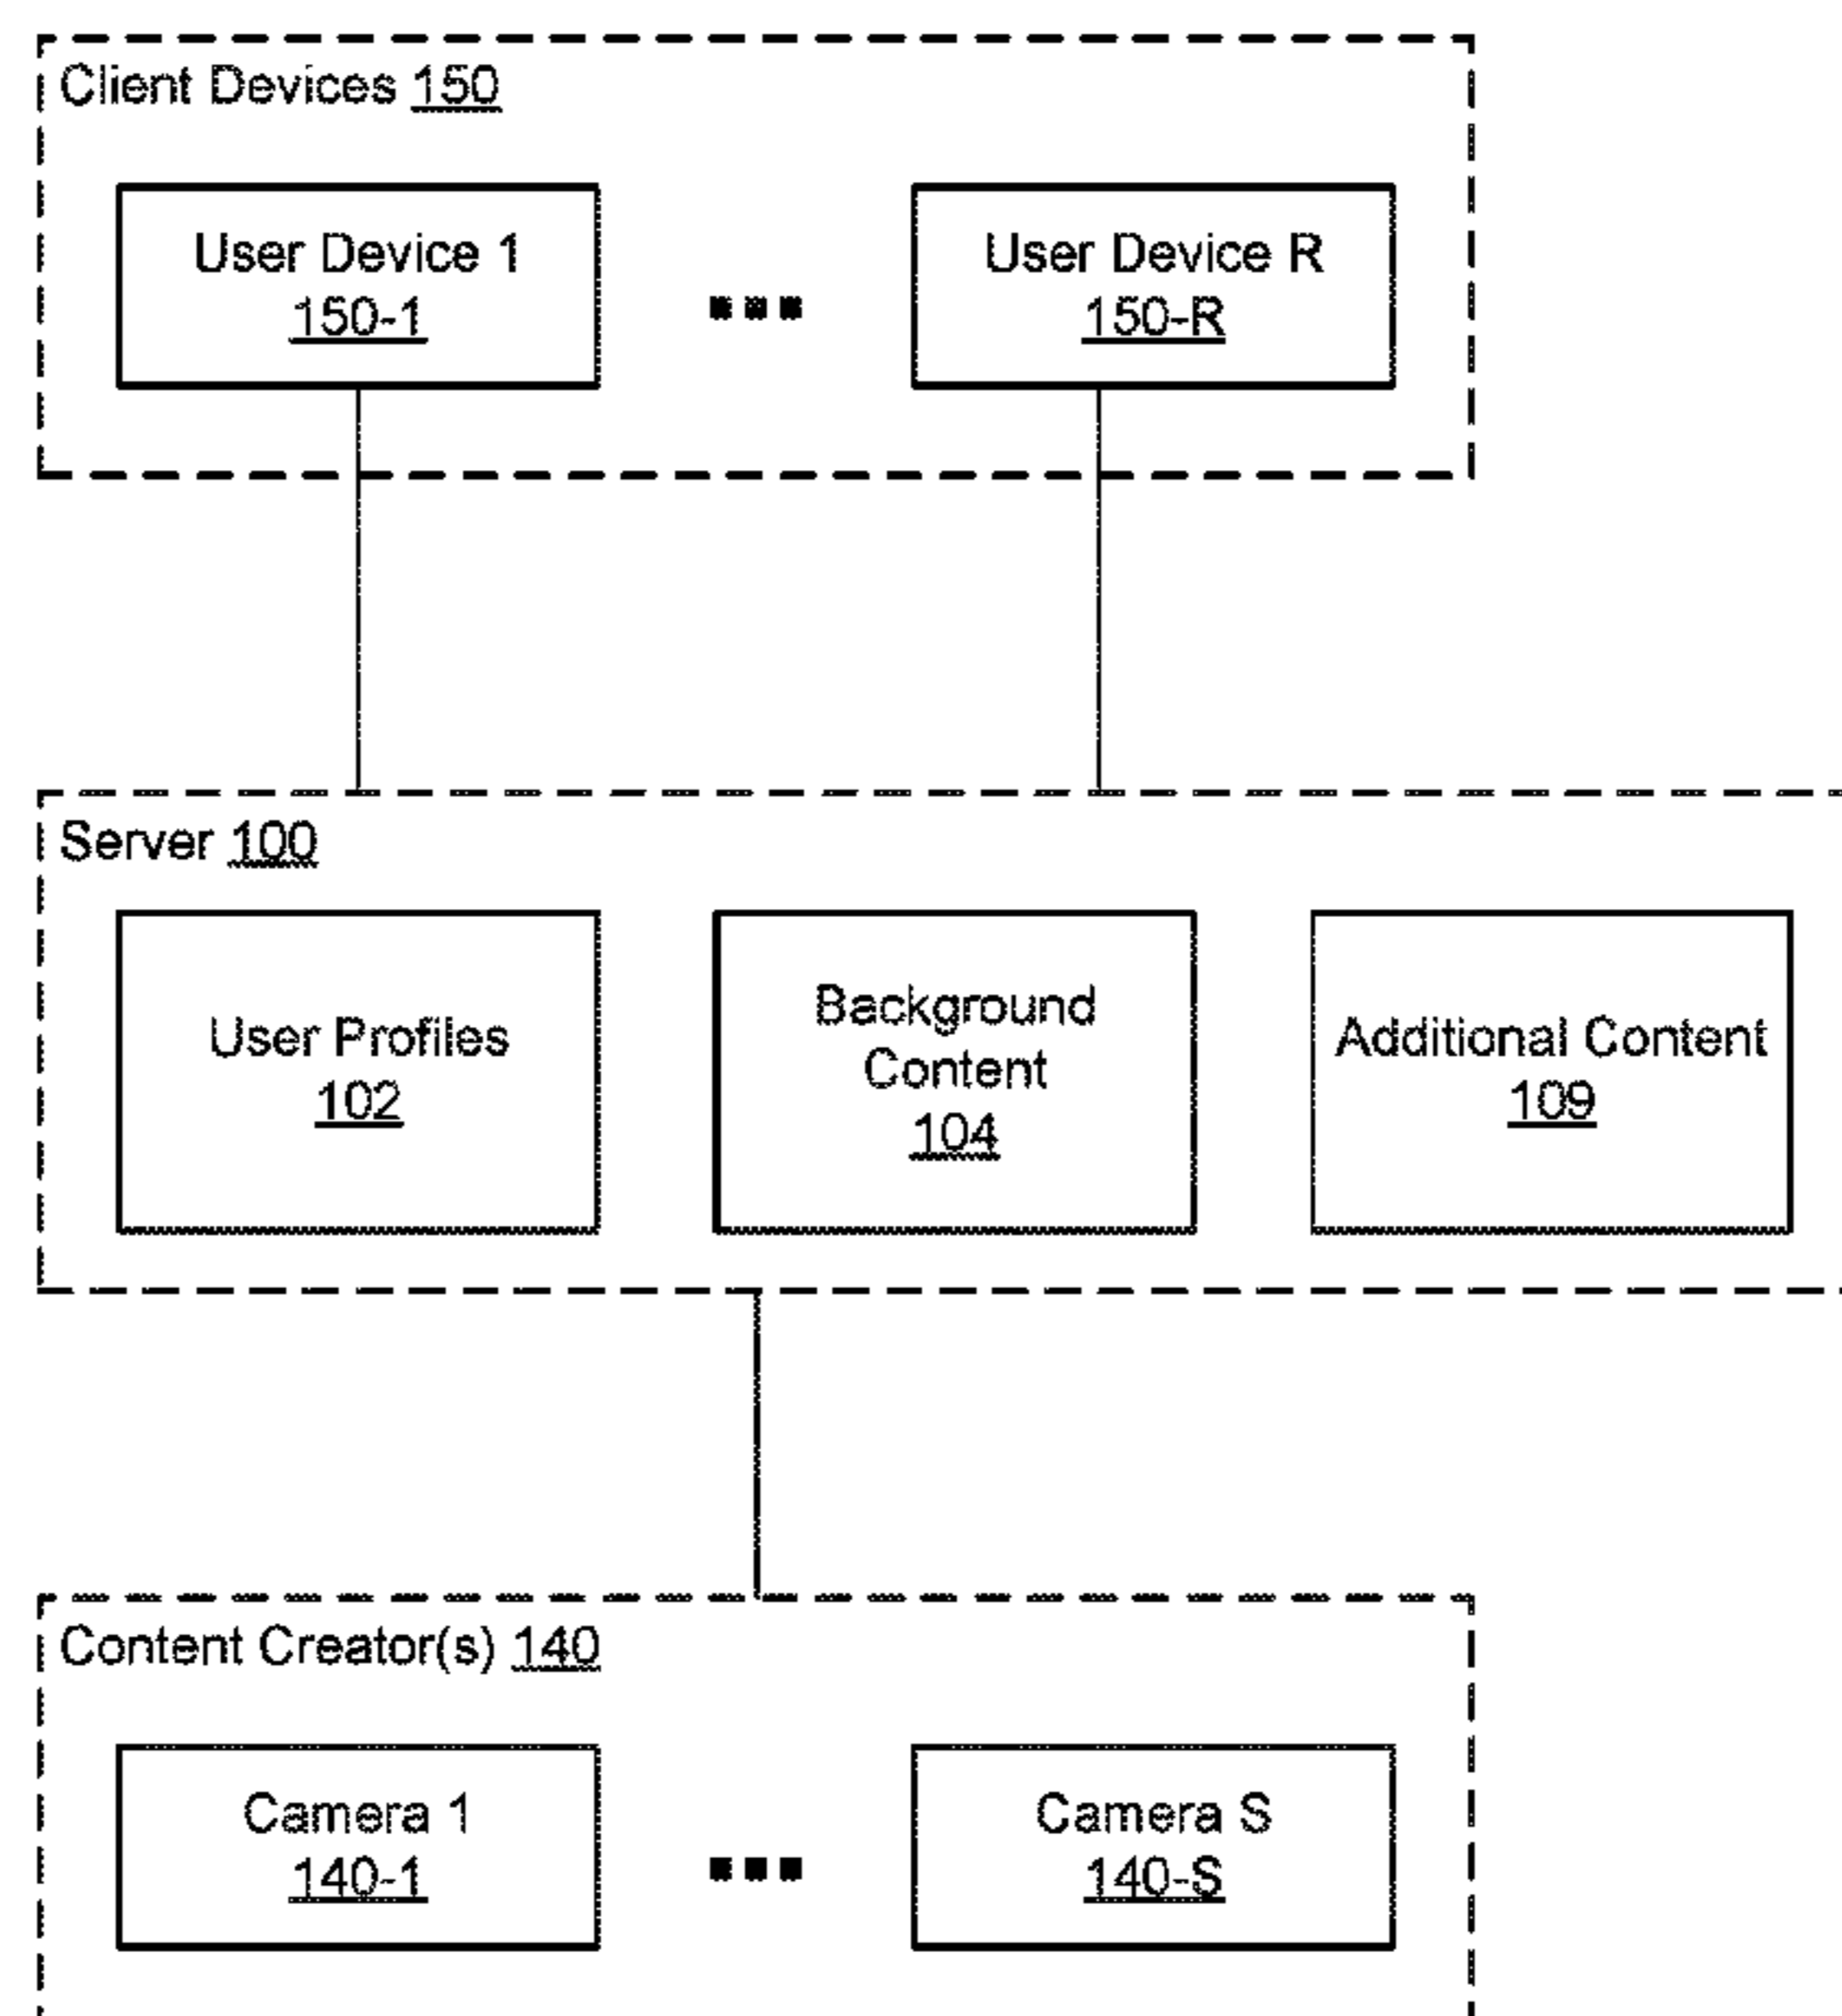 Client Devices 150
User Device 1
150-1
User Device R
150-R
Server 100
User Profiles
102
Background
Content
104
Additional Content
109
Content Creator(s) 140
Camera 1
140-1
Camera S
140-S